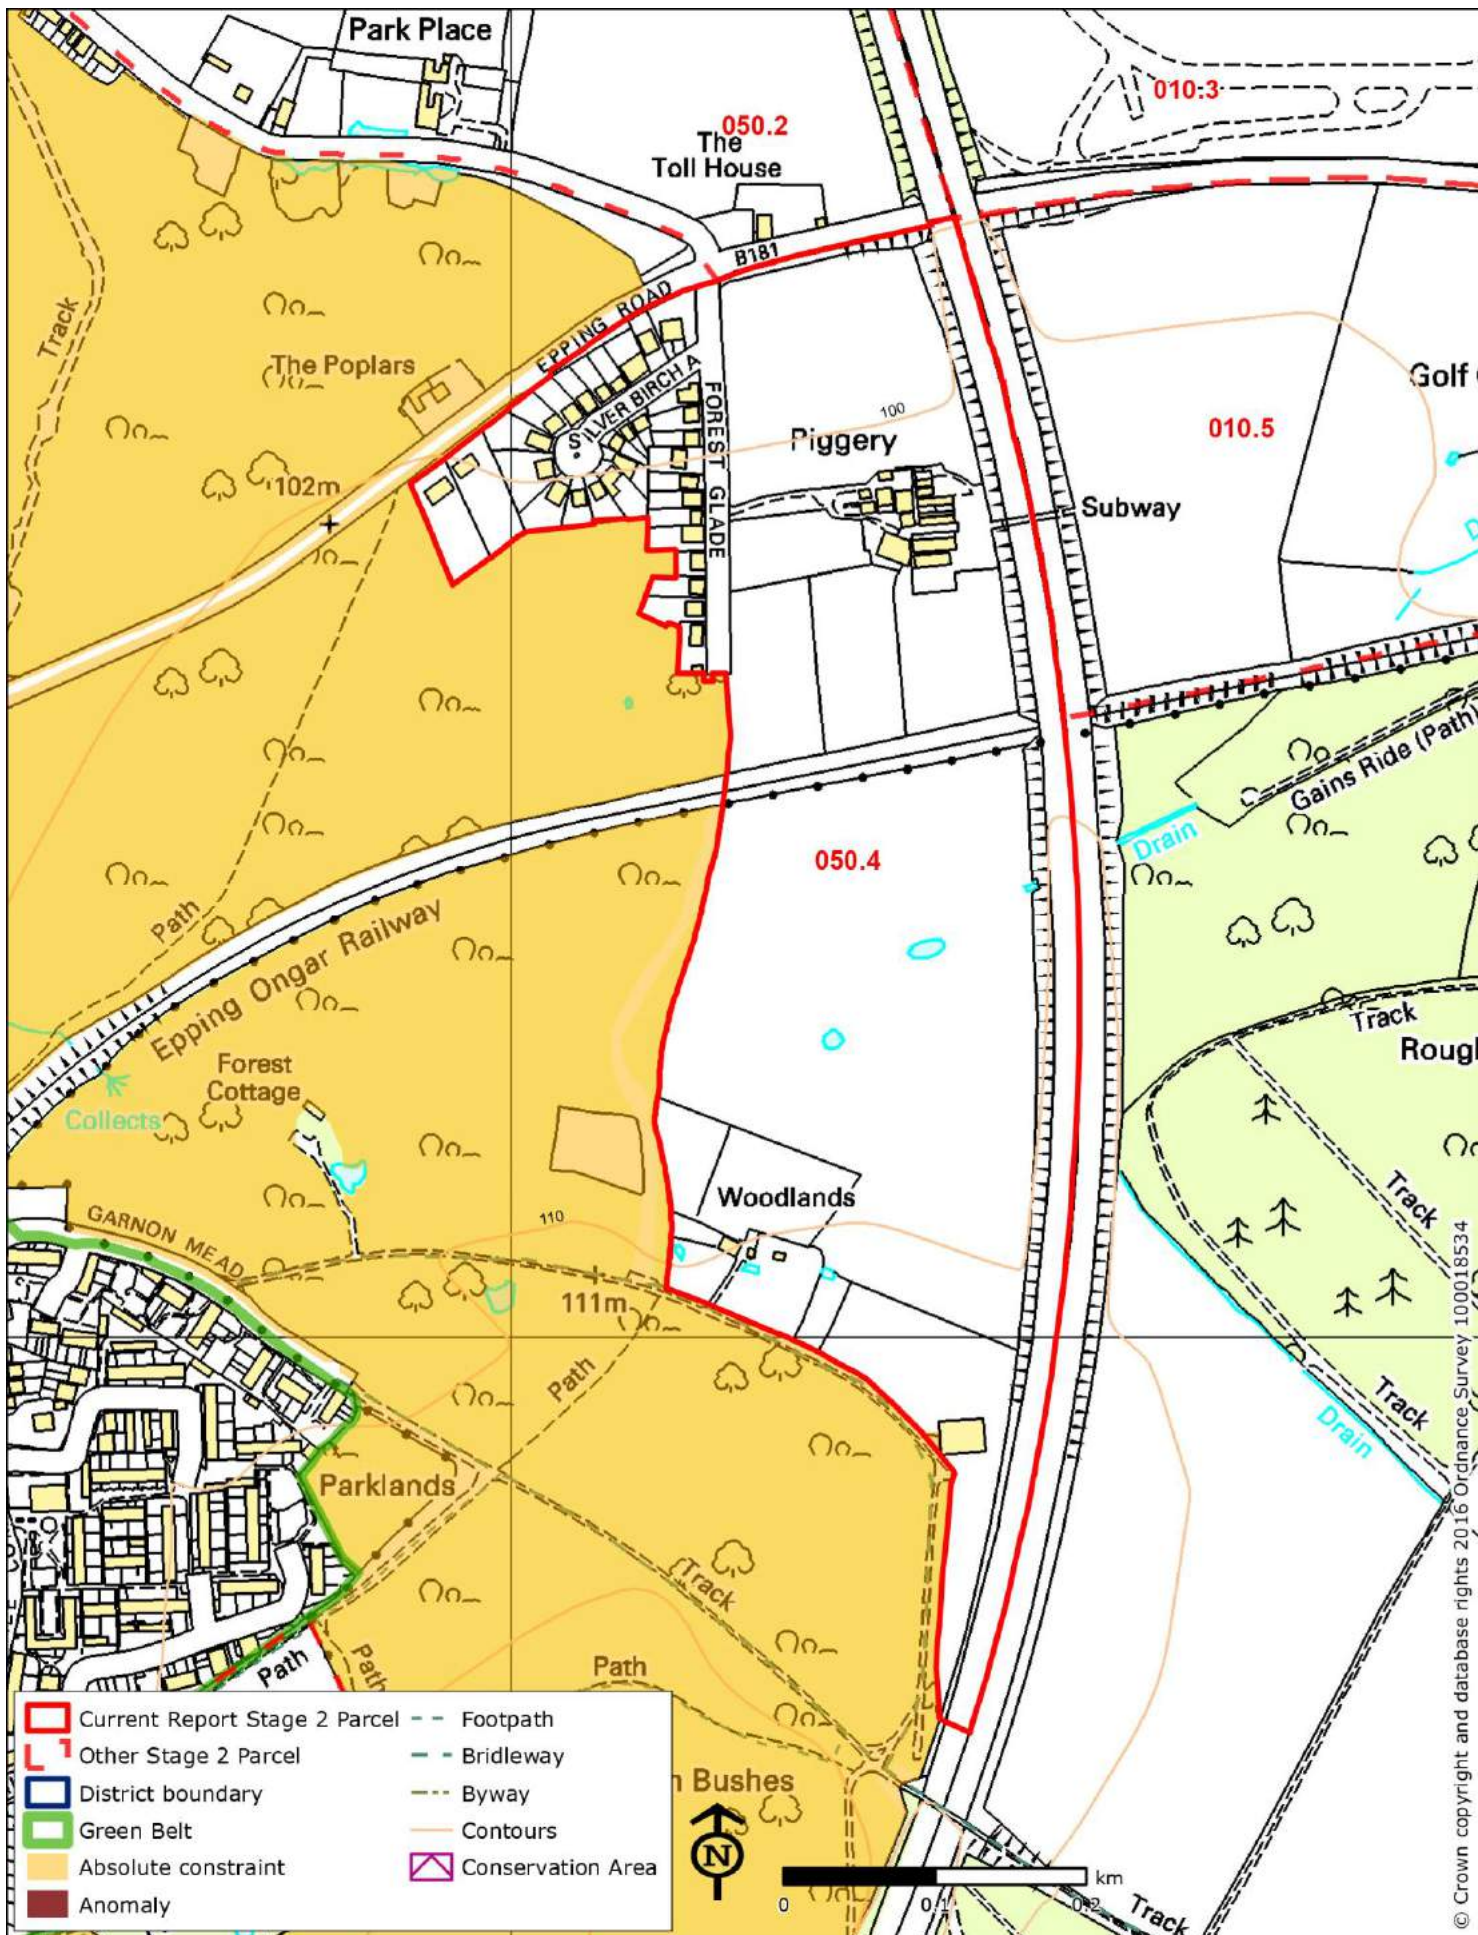 Park Place
050.2
010.3
The
Toll House
B181
EPPING ROAD
Track
The Poplars
SILVER BIRCH A
FOREST GLADE
100
Piggery
010.5
Golf
102m
Subway
Gains Ride (Path)
Drain
050.4
Path
Epping Ongar Railway
Track
Rough
Forest
Cottage
Collects
Woodlands
Track
GARNON MEAD
110
111m
Path
Track
Drain
Parklands
Track
Path
Path
Path
Bushes
Track
Current Report Stage 2 Parcel
Other Stage 2 Parcel
District boundary
Green Belt
Absolute constraint
Anomaly
Footpath
Bridleway
Byway
Contours
Conservation Area
N
km
0 0.1 0.2
© Crown copyright and database rights 2016 Ordnance Survey 100018534